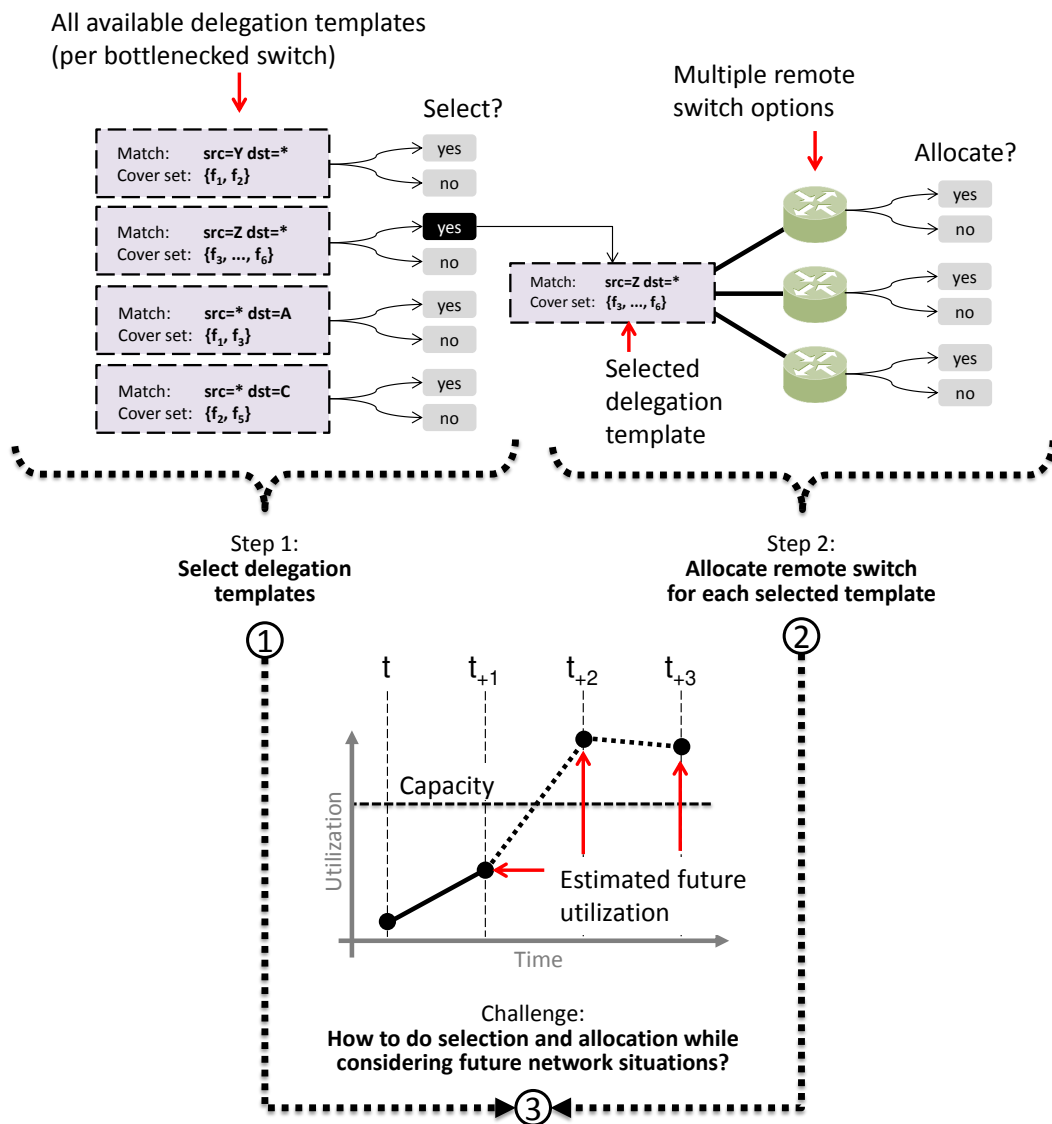 All available delegation templates
(per bottlenecked switch)
Select?
Match: src=Y dst=*
Cover set: {f1, f2}
yes
no
Match: src=Z dst=*
Cover set: {f3, ..., f6}
yes
no
Match: src=* dst=A
Cover set: {f1, f3}
yes
no
Match: src=* dst=C
Cover set: {f2, f5}
yes
no
Multiple remote
switch options
Allocate?
Match: src=Z dst=*
Cover set: {f3, ..., f6}
Selected
delegation
template
yes
no
yes
no
yes
no
Step 1:
Select delegation
templates
1
Step 2:
Allocate remote switch
for each selected template
2
t
t+1
t+2
t+3
Capacity
Utilization
Estimated future
utilization
Time
Challenge:
How to do selection and allocation while
considering future network situations?
3